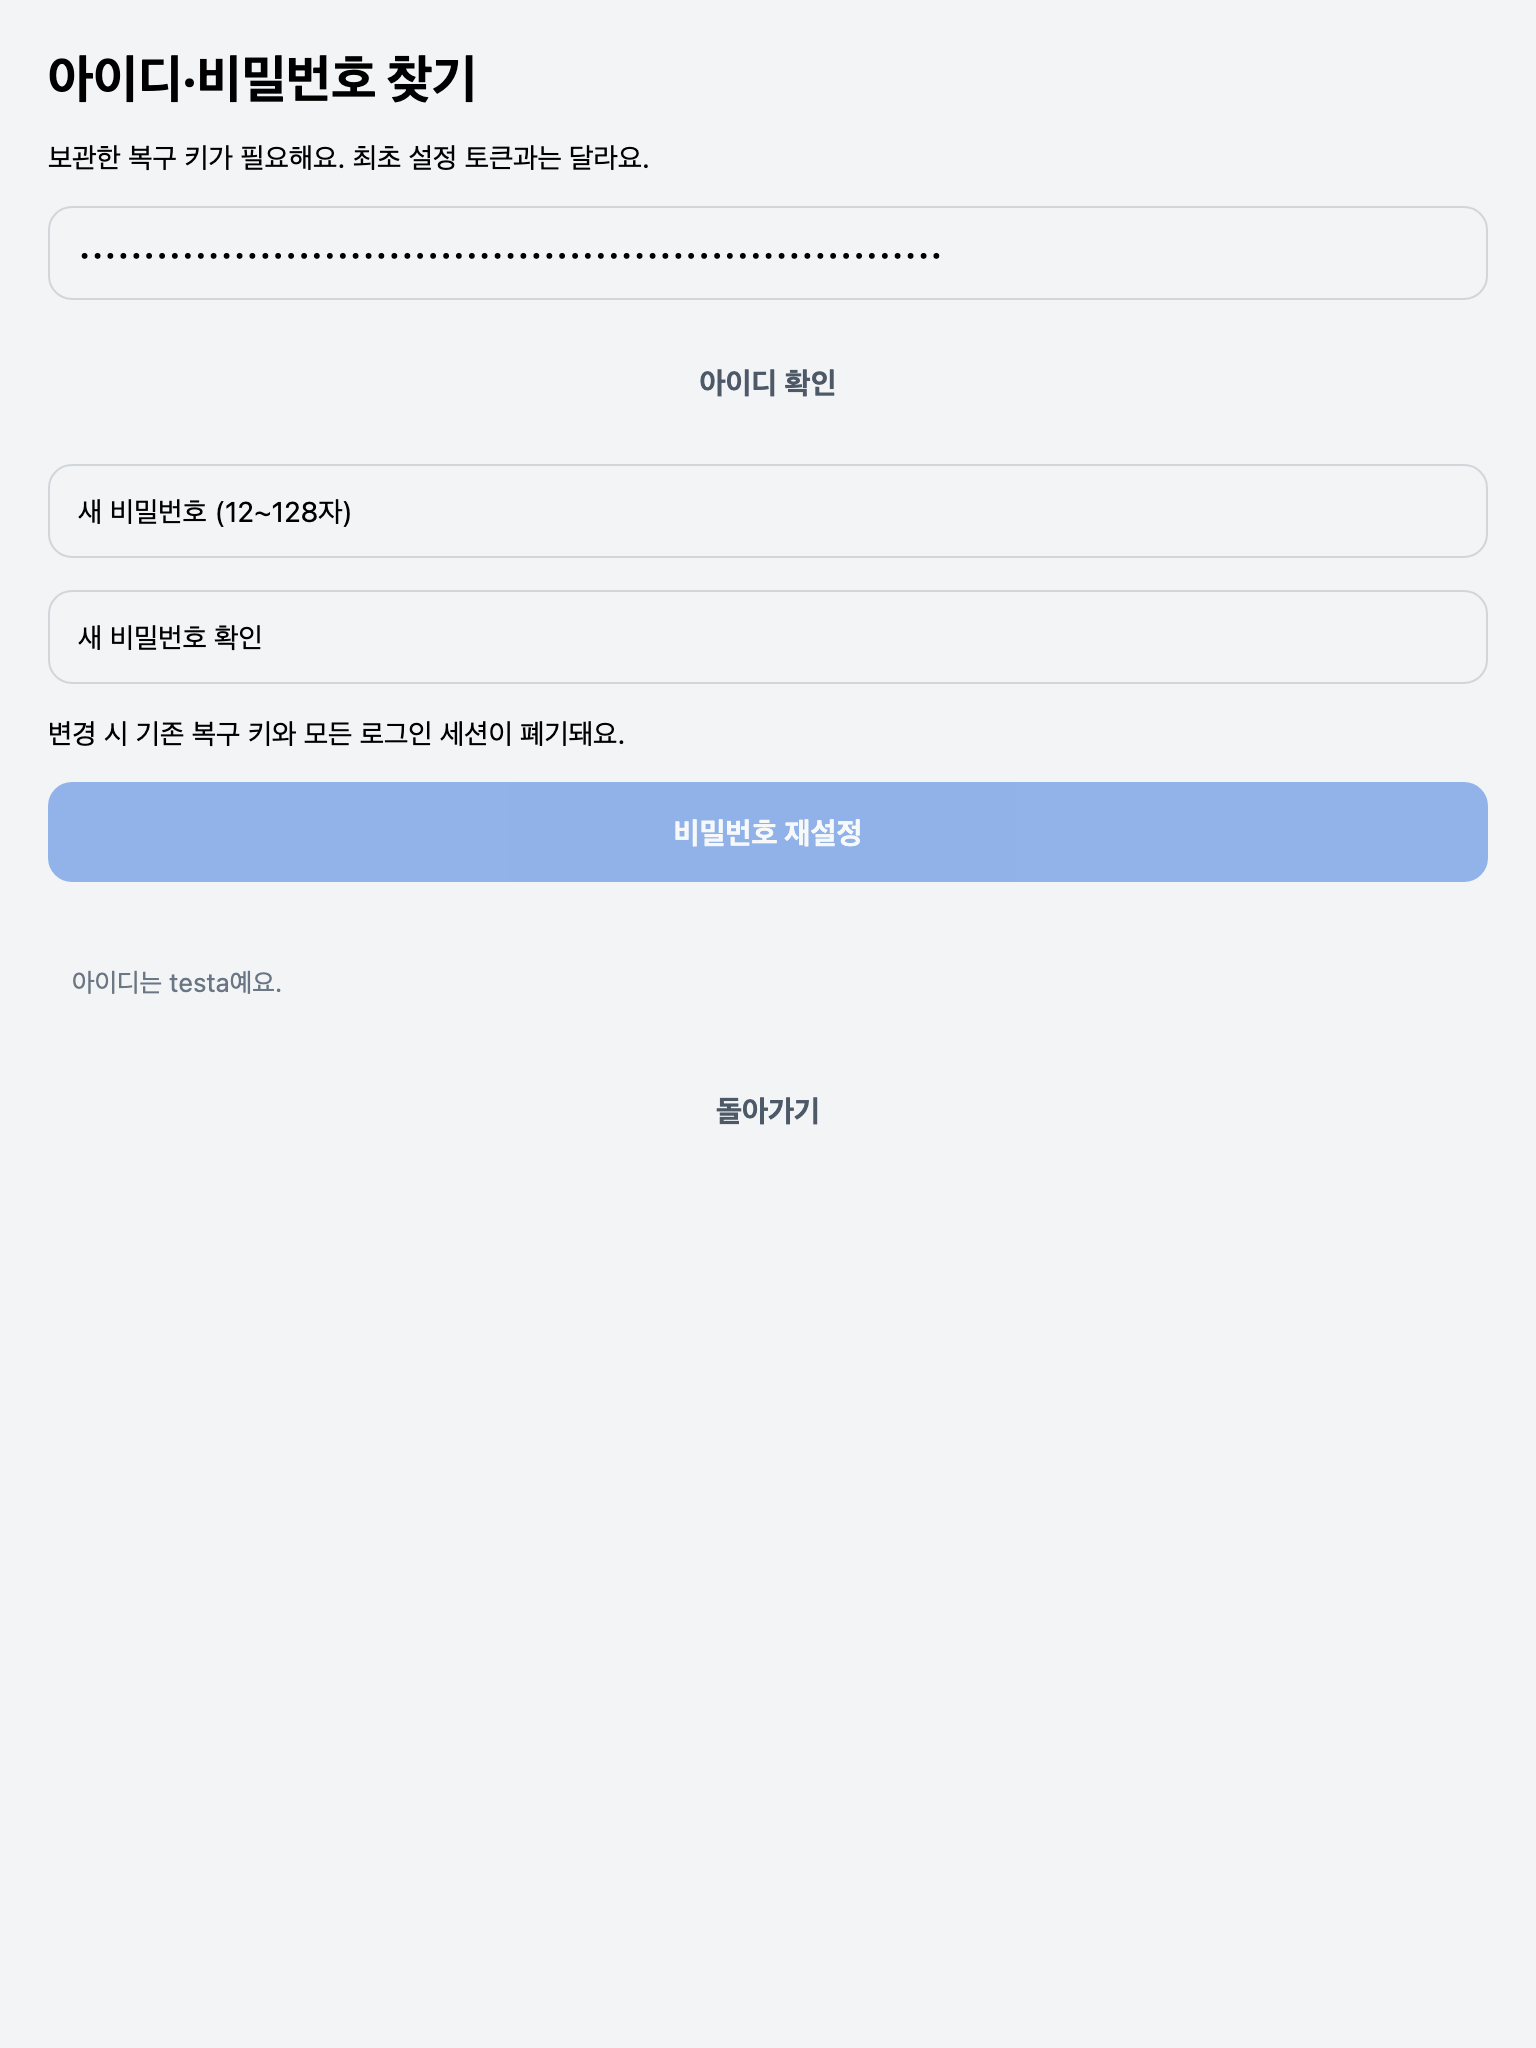 아이디·비밀번호 찾기
보관한 복구 키가 필요해요. 최초 설정 토큰과는 달라요.
아이디 확인
새 비밀번호 (12~128자)
새 비밀번호 확인
변경 시 기존 복구 키와 모든 로그인 세션이 폐기돼요.
비밀번호 재설정
아이디는 testa예요.
돌아가기